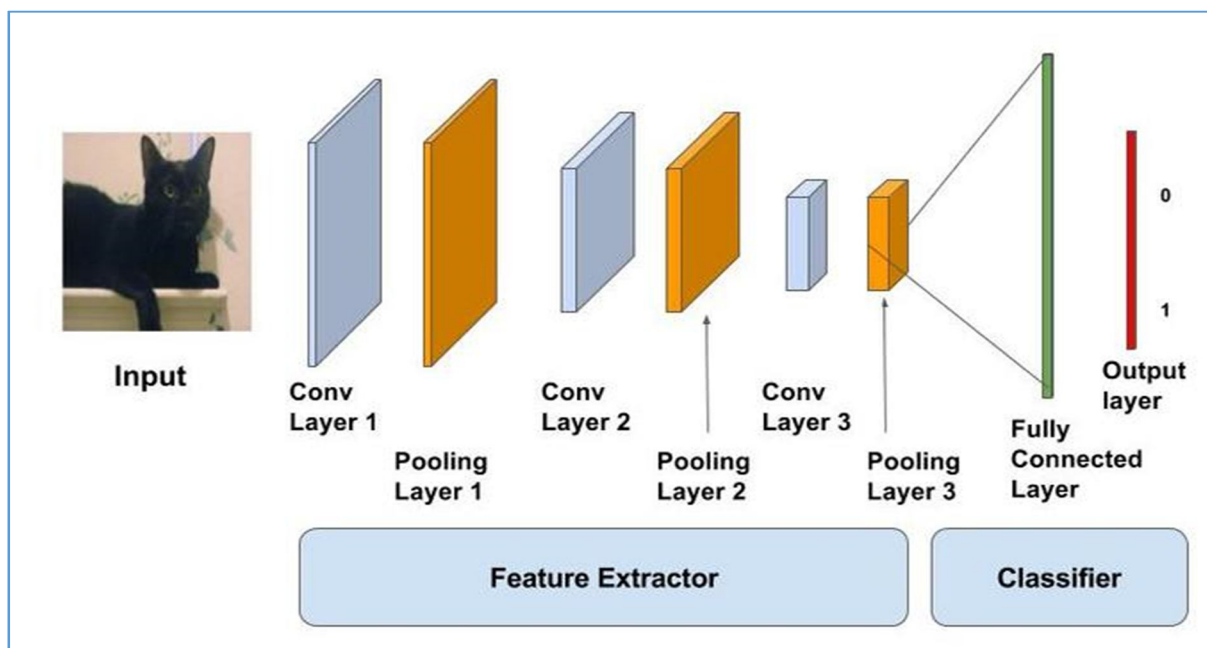 Input
Conv
Layer 1
Pooling
Layer 1
Conv
Layer 2
Pooling
Layer 2
Conv
Layer 3
Pooling
Layer 3
Fully
Connected
Layer
0
1
Output
layer
Feature Extractor
Classifier